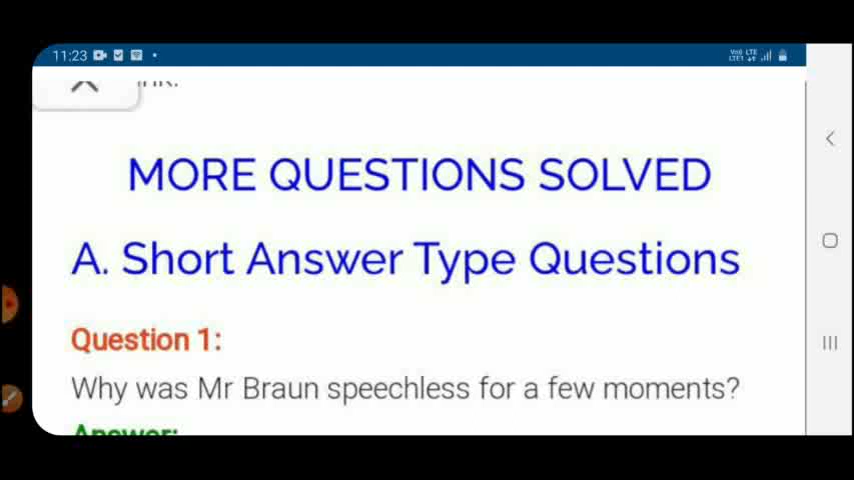 11:23
MORE QUESTIONS SOLVED
A. Short Answer Type Questions
Question 1:
Why was Mr Braun speechless for a few moments?
Answer: